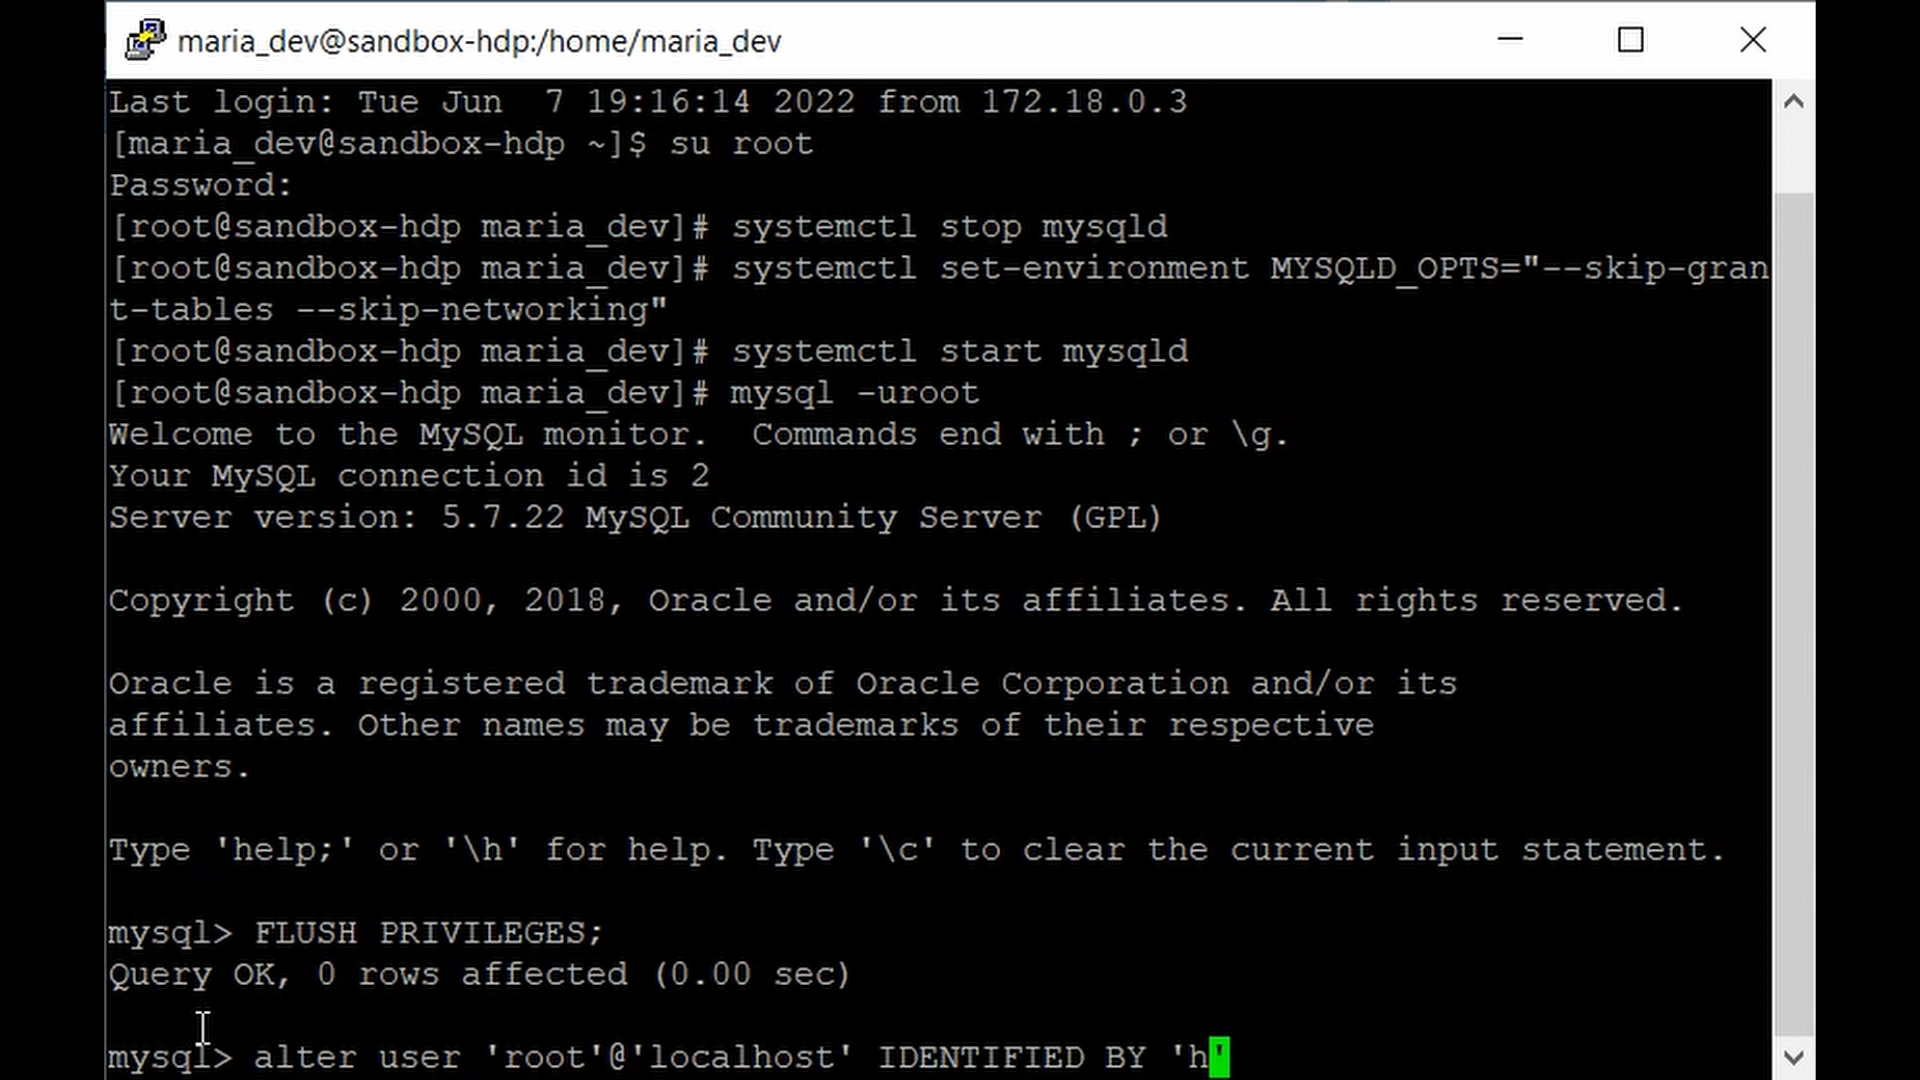 maria_dev@sandbox-hdp:/home/maria_dev
Last login: Tue Jun  7 19:16:14 2022 from 172.18.0.3
[maria_dev@sandbox-hdp ~]$ su root
Password:
[root@sandbox-hdp maria_dev]# systemctl stop mysqld
[root@sandbox-hdp maria_dev]# systemctl set-environment MYSQLD_OPTS="--skip-gran
t-tables --skip-networking"
[root@sandbox-hdp maria_dev]# systemctl start mysqld
[root@sandbox-hdp maria_dev]# mysql -uroot
Welcome to the MySQL monitor.  Commands end with ; or \g.
Your MySQL connection id is 2
Server version: 5.7.22 MySQL Community Server (GPL)
Copyright (c) 2000, 2018, Oracle and/or its affiliates. All rights reserved.
Oracle is a registered trademark of Oracle Corporation and/or its
affiliates. Other names may be trademarks of their respective
owners.
Type 'help;' or '\h' for help. Type '\c' to clear the current input statement.
mysql> FLUSH PRIVILEGES;
Query OK, 0 rows affected (0.00 sec)
mysql> alter user 'root'@'localhost' IDENTIFIED BY 'h'